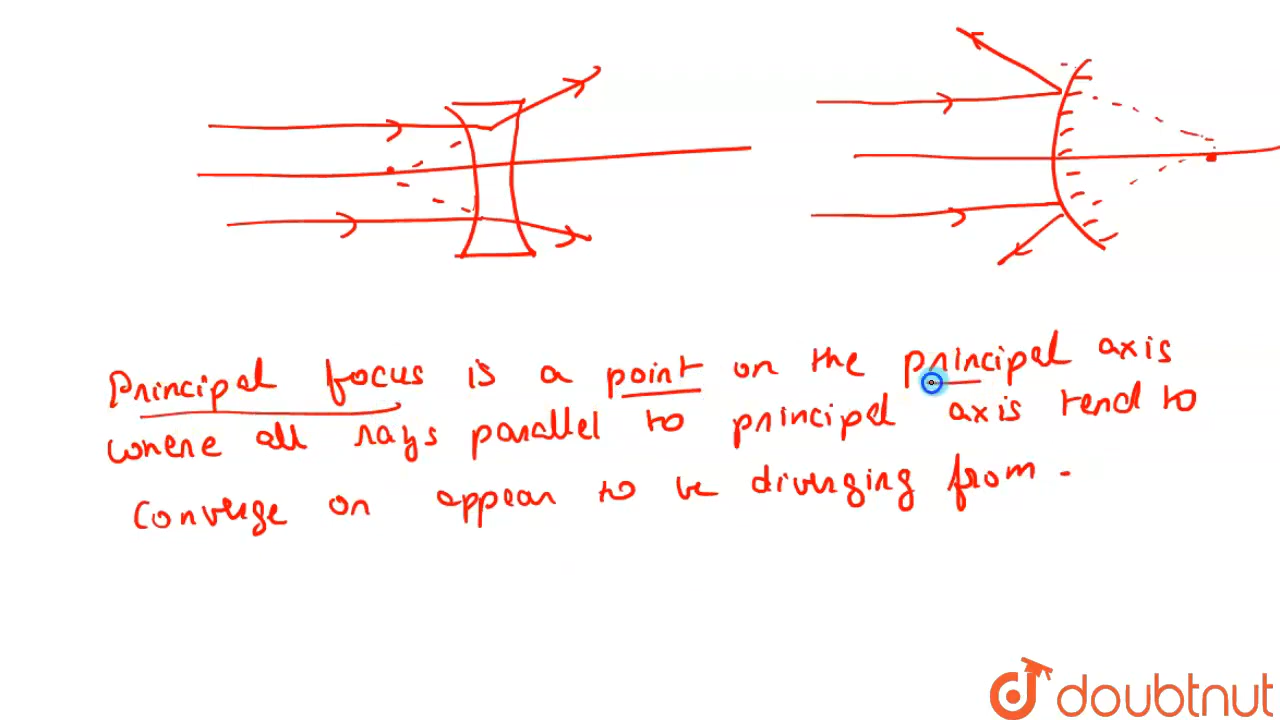 Principal focus is a point on the principal axis
where all rays parallel to principal axis tend to
converge or appear to be diverging from.
doubtnut